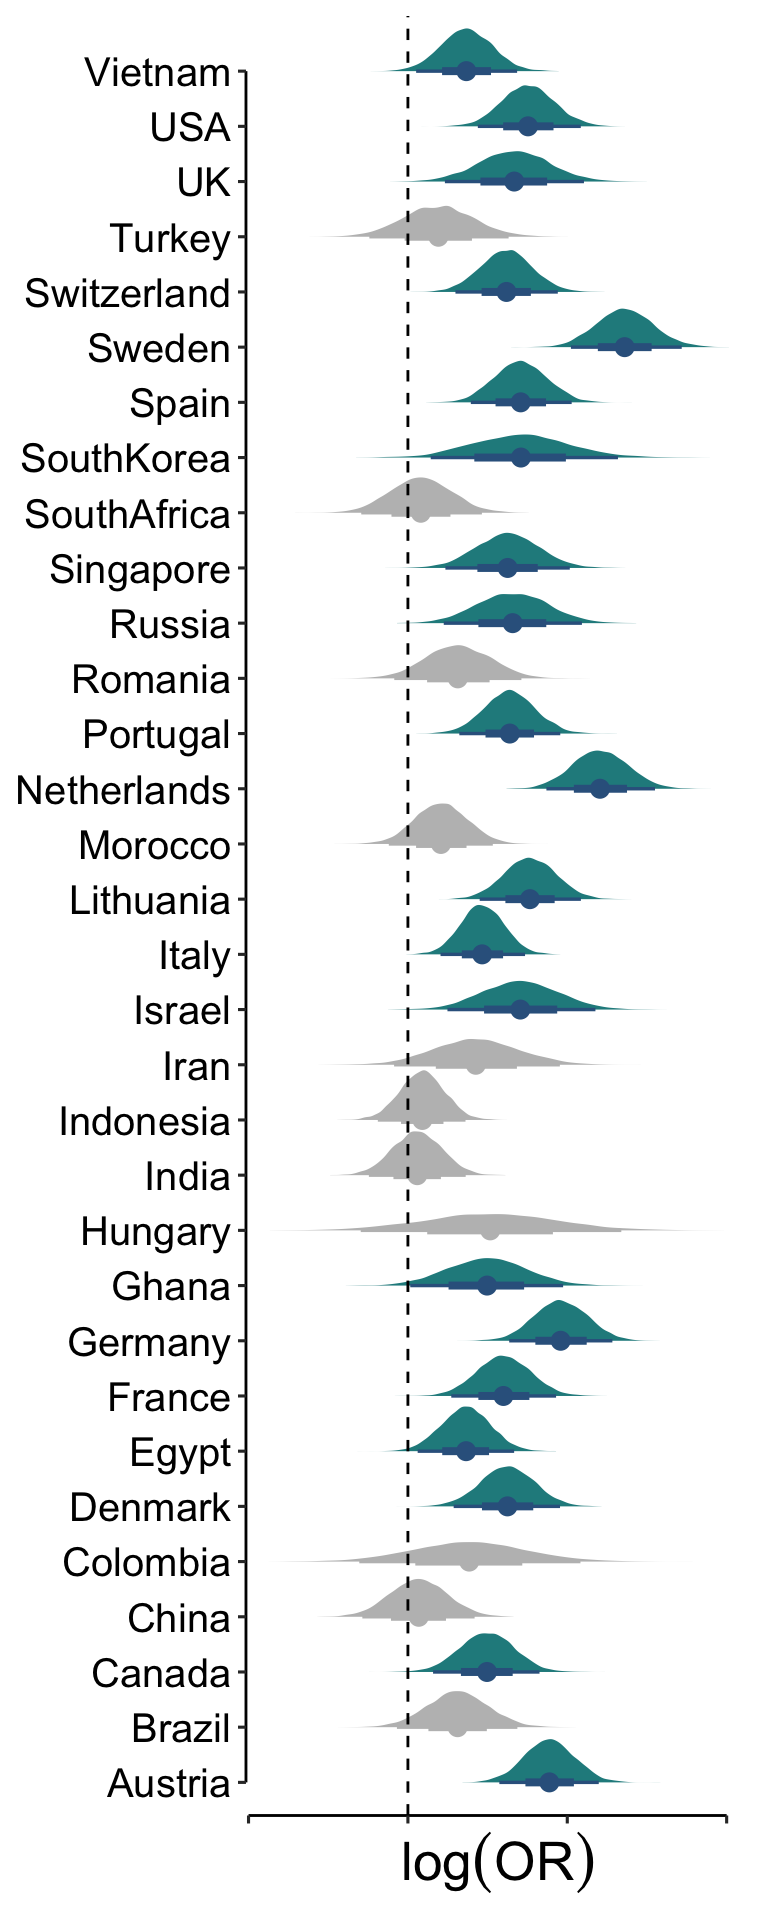 Vietnam
USA
UK
Turkey
Switzerland
Sweden
Spain
SouthKorea
SouthAfrica
Singapore
Russia
Romania
Portugal
Netherlands
Morocco
Lithuania
Italy
Israel
Iran
Indonesia
India
Hungary
Ghana
Germany
France
Egypt
Denmark
Colombia
China
Canada
Brazil
Austria
log(OR)